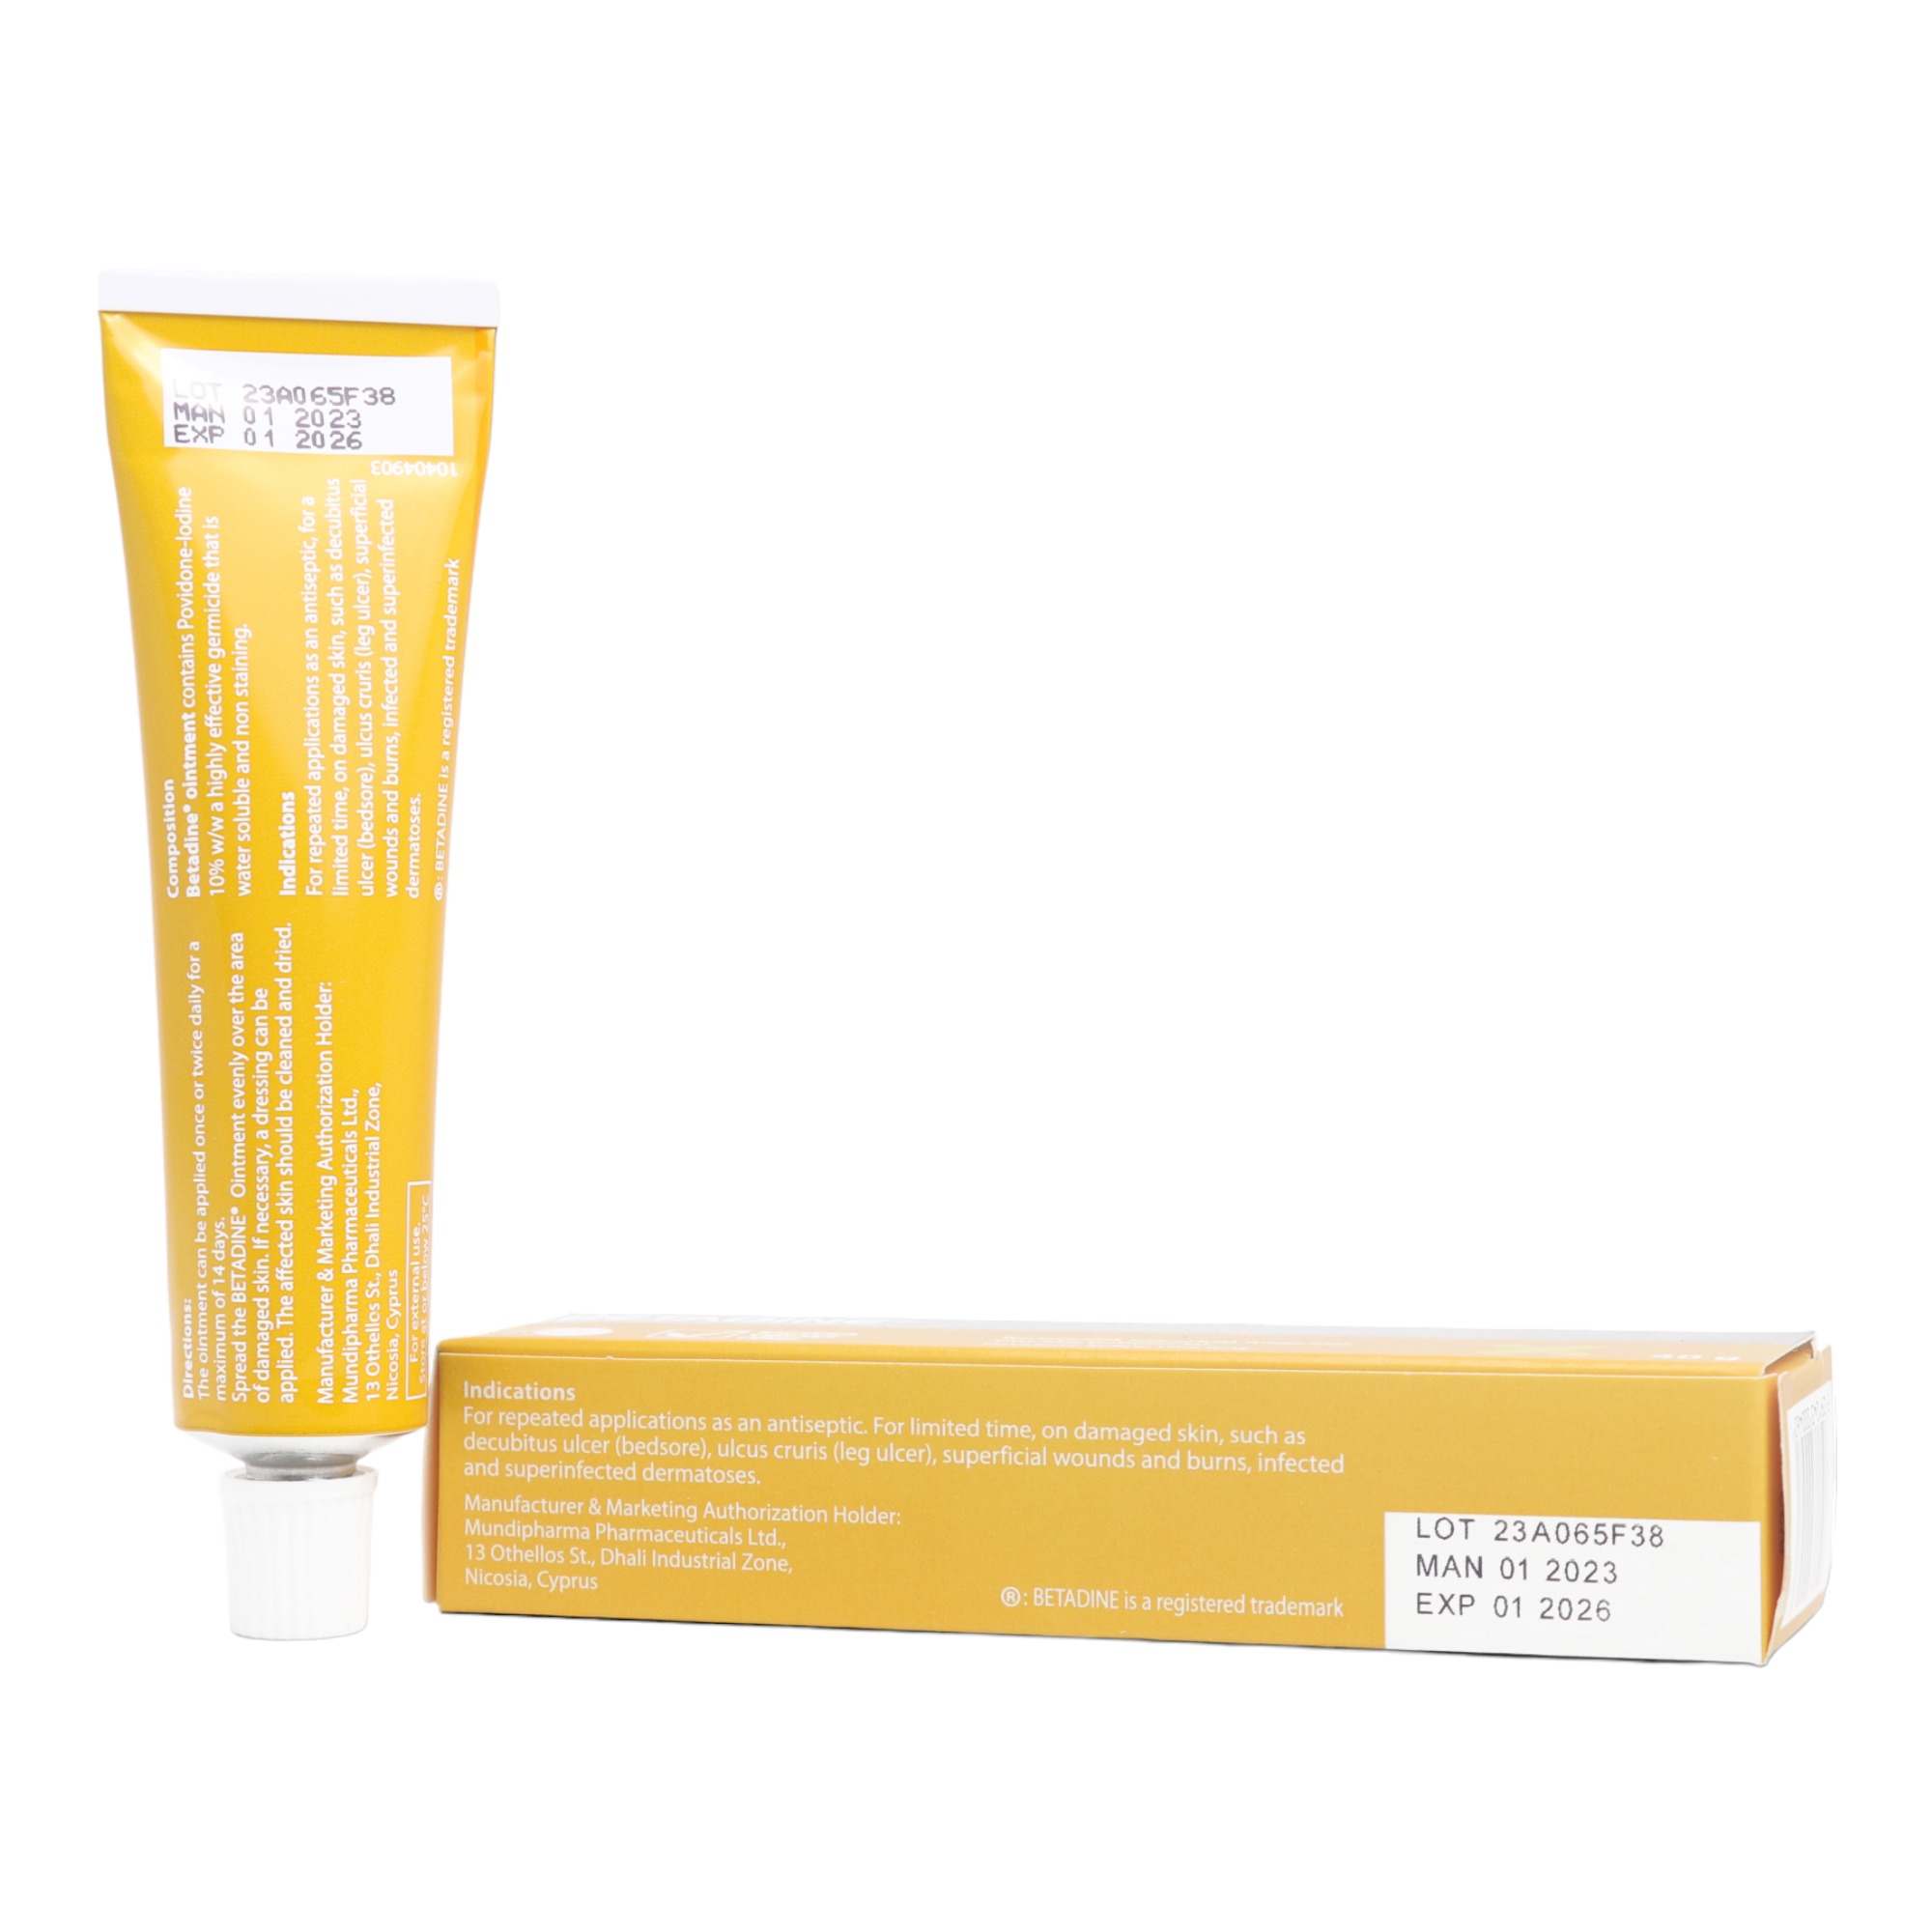 LOT 23A065F38
MAN 01 2023
EXP 01 2026
10404903
Composition
Betadine® ointment contains Povidone-Iodine
10% w/w a highly effective germicide that is
water soluble and non staining.
Indications
For repeated applications as an antiseptic, for a
limited time, on damaged skin, such as decubitus
ulcer (bedsore), ulcus cruris (leg ulcer), superficial
wounds and burns, infected and superinfected
dermatoses.
®: BETADINE is a registered trademark
Directions:
The ointment can be applied once or twice daily for a
maximum of 14 days.
Spread the BETADINE® Ointment evenly over the area
of damaged skin. If necessary, a dressing can be
applied. The affected skin should be cleaned and dried.
Manufacturer & Marketing Authorization Holder:
Mundipharma Pharmaceuticals Ltd.,
13 Othellos St., Dhali Industrial Zone,
Nicosia, Cyprus
For external use.
Store at or below 25°C
40 g
Indications
For repeated applications as an antiseptic. For limited time, on damaged skin, such as
decubitus ulcer (bedsore), ulcus cruris (leg ulcer), superficial wounds and burns, infected
and superinfected dermatoses.
Manufacturer & Marketing Authorization Holder:
Mundipharma Pharmaceuticals Ltd.,
13 Othellos St., Dhali Industrial Zone,
Nicosia, Cyprus
®: BETADINE is a registered trademark
LOT 23A065F38
MAN 01 2023
EXP 01 2026